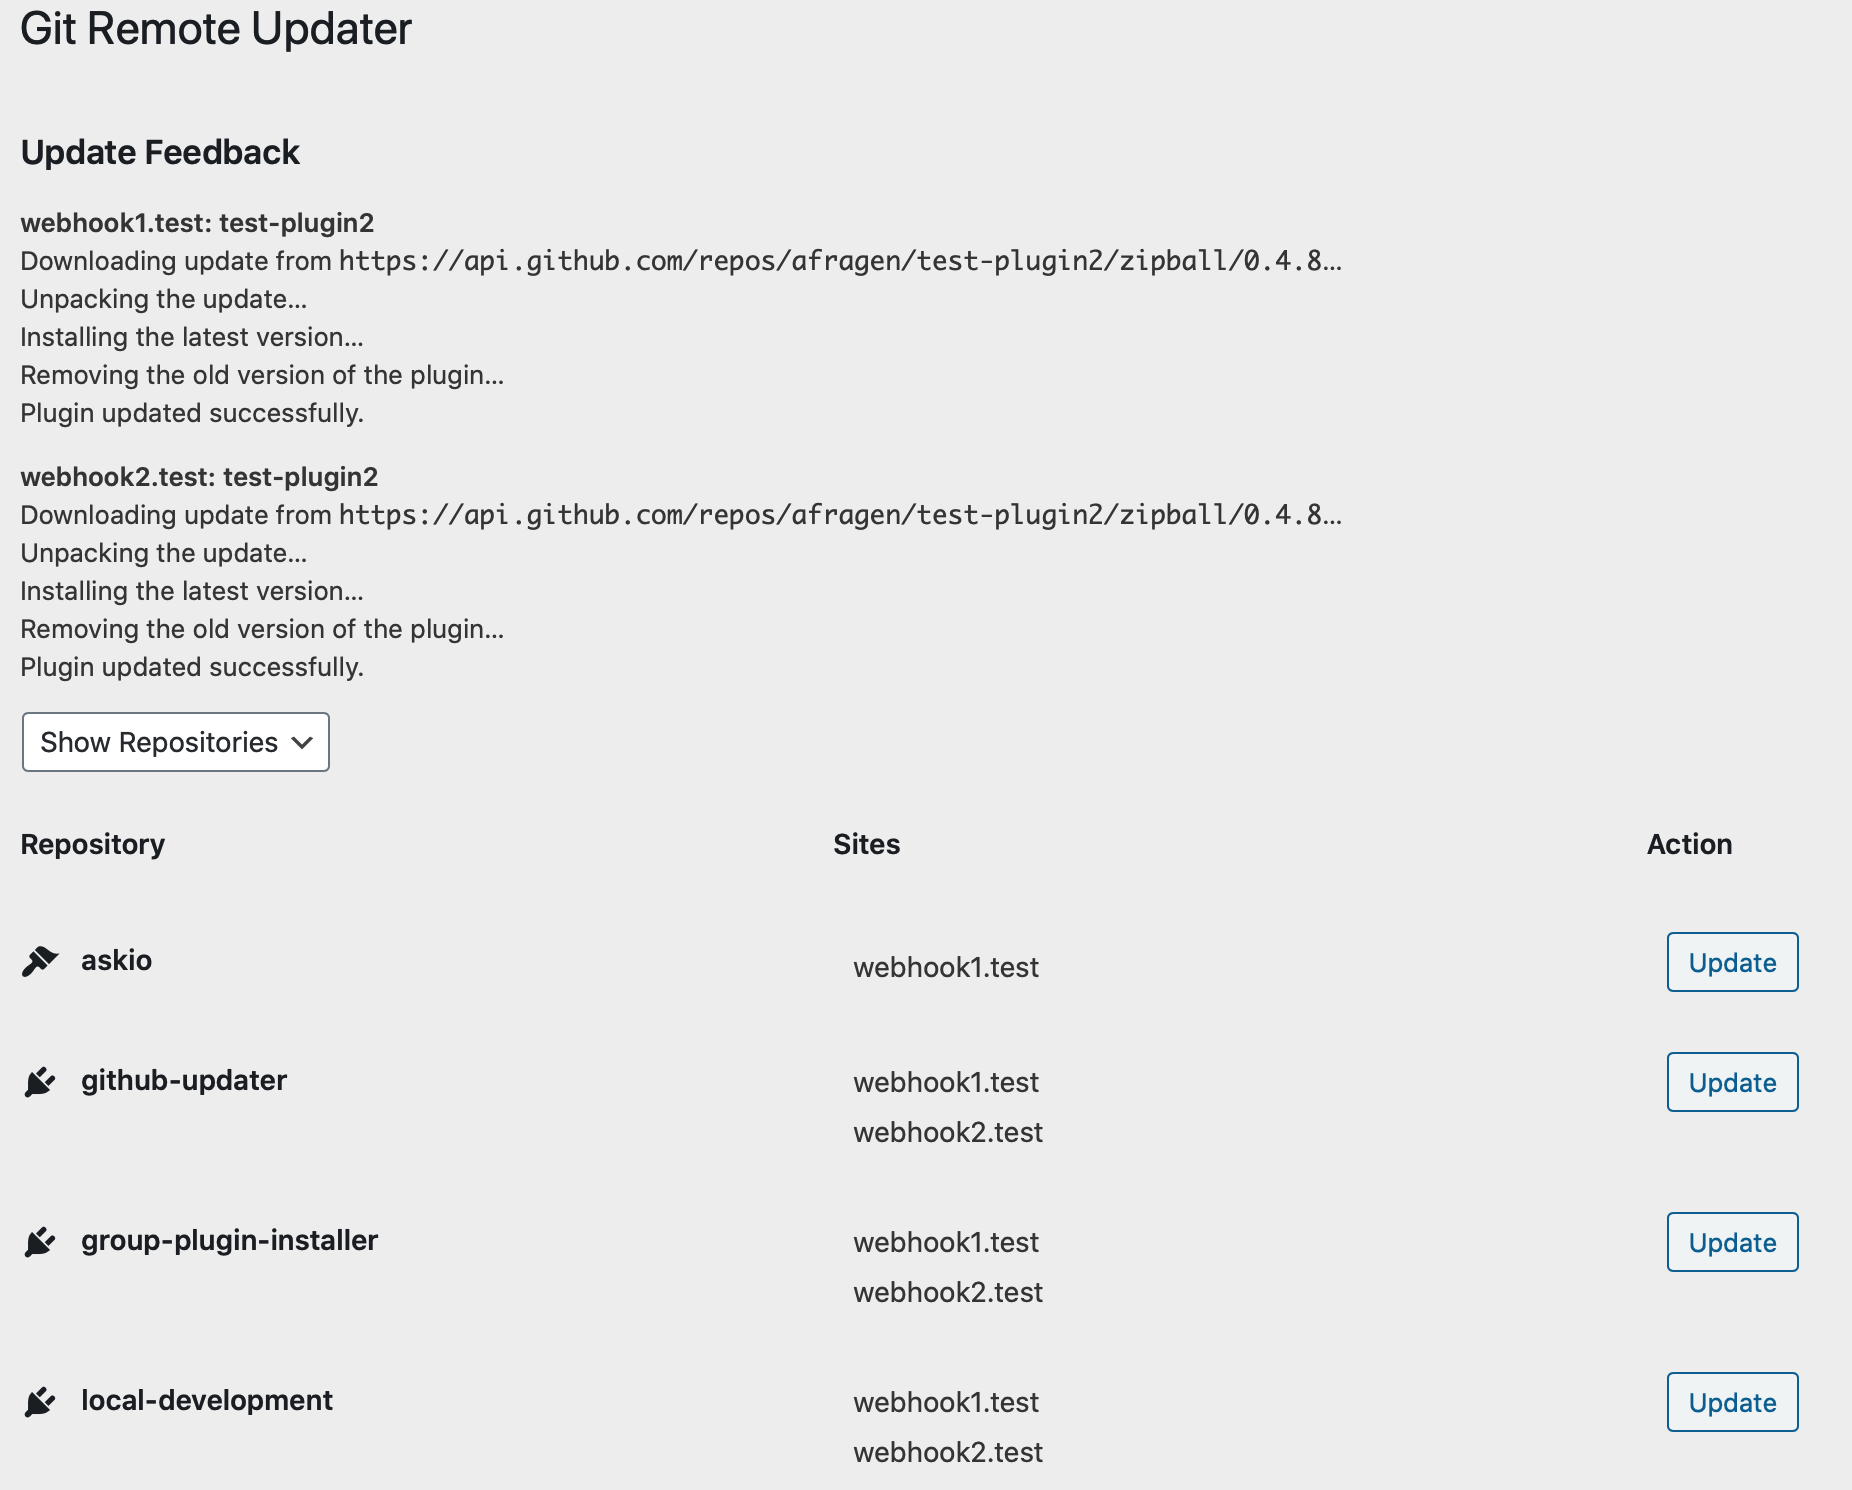 Git Remote Updater
Update Feedback
webhook1.test: test-plugin2
Downloading update from https://api.github.com/repos/afragen/test-plugin2/zipball/0.4.8…
Unpacking the update…
Installing the latest version…
Removing the old version of the plugin…
Plugin updated successfully.
webhook2.test: test-plugin2
Downloading update from https://api.github.com/repos/afragen/test-plugin2/zipball/0.4.8…
Unpacking the update…
Installing the latest version…
Removing the old version of the plugin…
Plugin updated successfully.
Show Repositories
Repository Sites Action
askio webhook1.test Update
github-updater webhook1.test Update
webhook2.test
group-plugin-installer webhook1.test Update
webhook2.test
local-development webhook1.test Update
webhook2.test